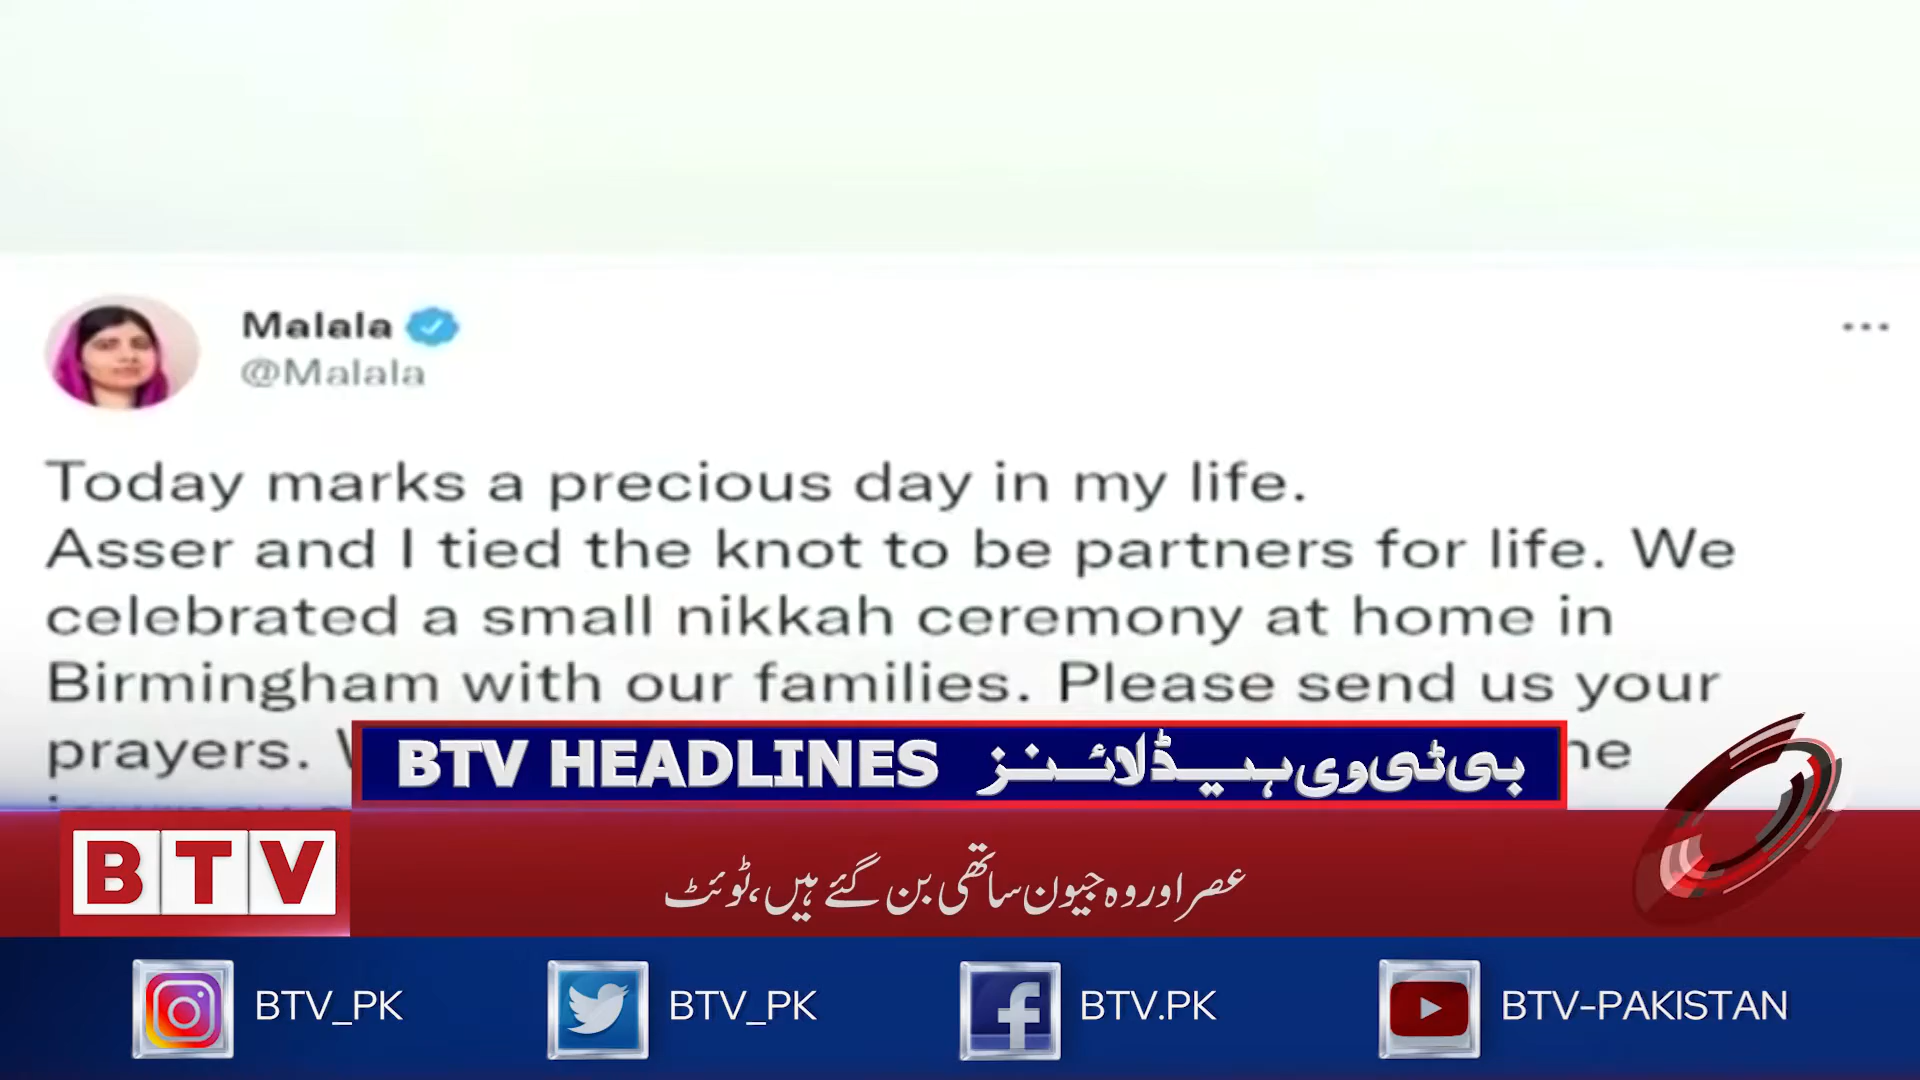 Malala
@Malala
Today marks a precious day in my life.
Asser and I tied the knot to be partners for life. We
celebrated a small nikkah ceremony at home in
Birmingham with our families. Please send us your
prayers.
BTV HEADLINES بی ٹی وی ہیڈلائنز
BTV
عصر اور وہ جیون ساتھی بن گئے ہیں، ٹوئٹ
BTV_PK
BTV_PK
BTV.PK
BTV-PAKISTAN